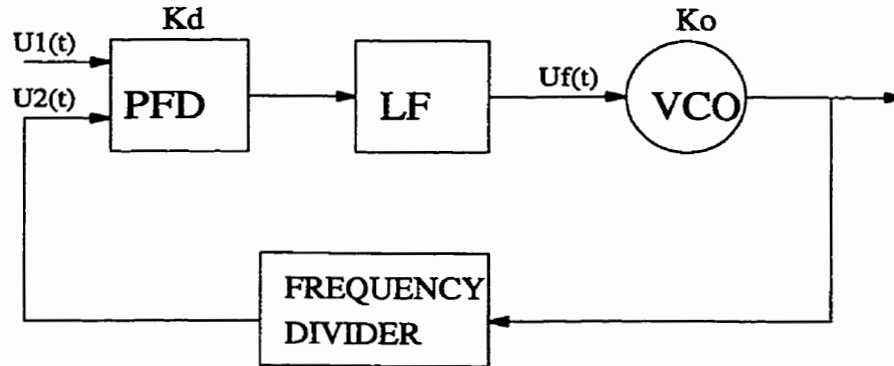 Kd
Ko
U1(t)
U2(t)
PFD
LF
Uf(t)
VCO
FREQUENCY
DIVIDER